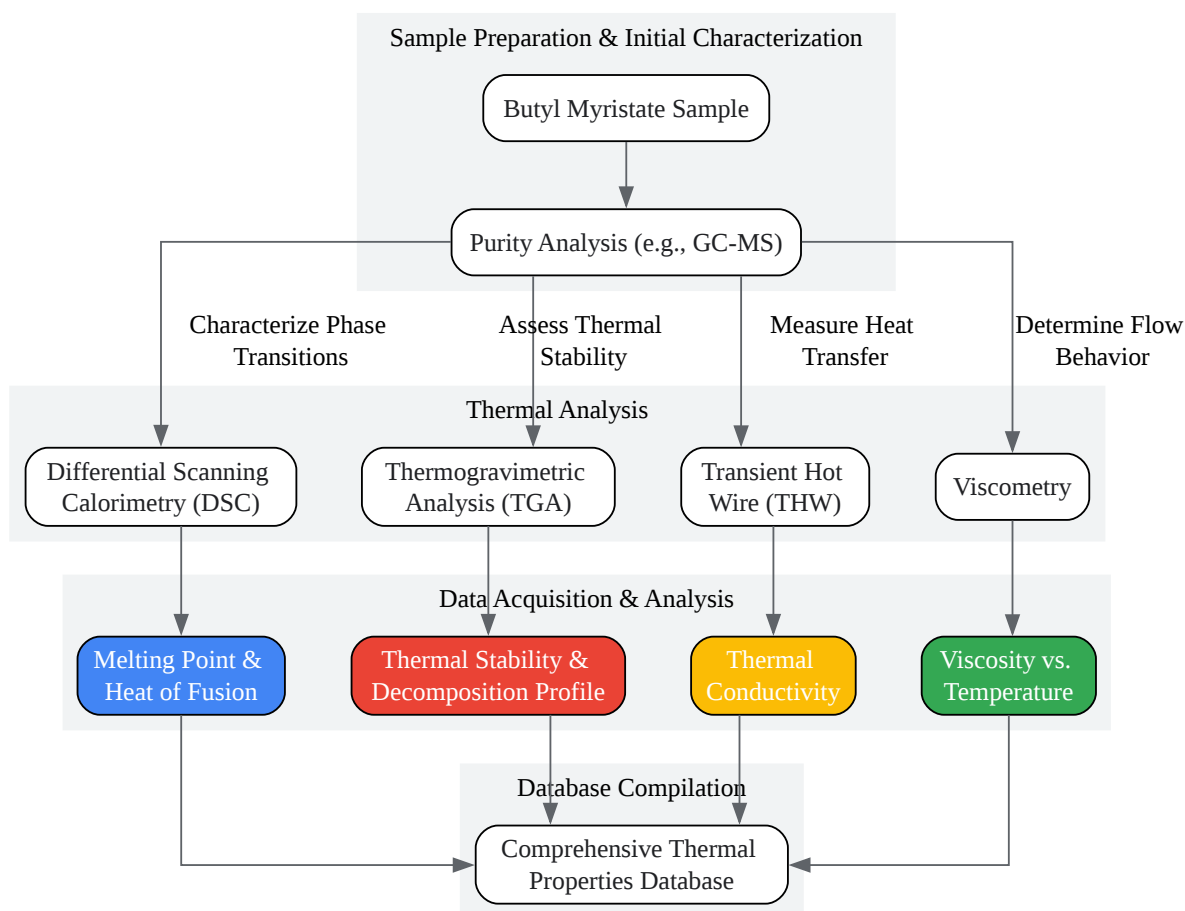 Sample Preparation & Initial Characterization
Butyl Myristate Sample
Purity Analysis (e.g., GC-MS)
Characterize Phase
Transitions
Assess Thermal
Stability
Measure Heat
Transfer
Determine Flow
Behavior
Thermal Analysis
Differential Scanning
Calorimetry (DSC)
Thermogravimetric
Analysis (TGA)
Transient Hot
Wire (THW)
Viscometry
Data Acquisition & Analysis
Melting Point &
Heat of Fusion
Thermal Stability &
Decomposition Profile
Thermal
Conductivity
Viscosity vs.
Temperature
Database Compilation
Comprehensive Thermal
Properties Database